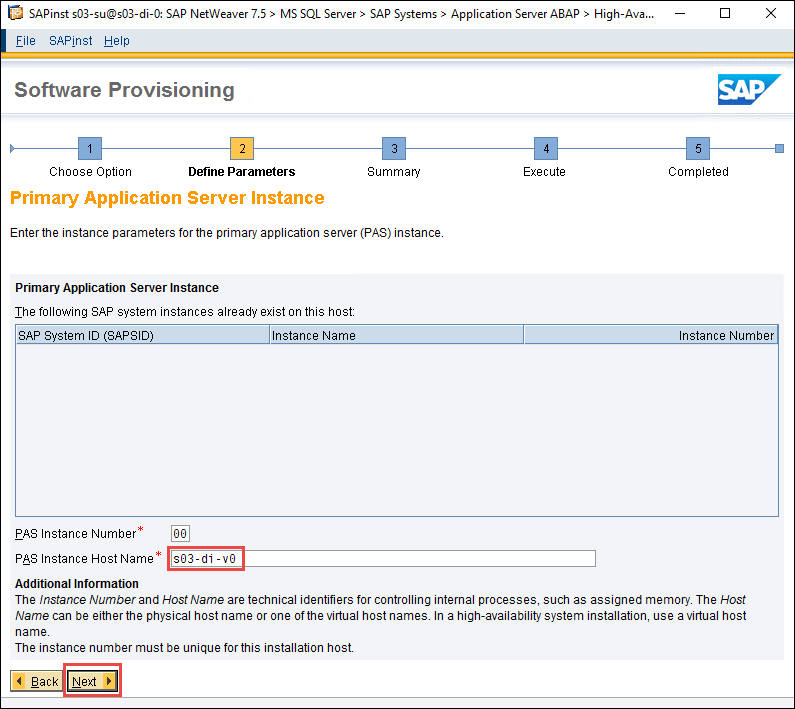 SAPinst s03-su@s03-di-0: SAP NetWeaver 7.5 > MS SQL Server > SAP Systems > Application Server ABAP > High-Ava...
File SAPinst Help
Software Provisioning
SAP
1 2 3 4 5
Choose Option Define Parameters Summary Execute Completed
Primary Application Server Instance
Enter the instance parameters for the primary application server (PAS) instance.
Primary Application Server Instance
The following SAP system instances already exist on this host:
SAP System ID (SAPSID) Instance Name Instance Number
PAS Instance Number* 00
PAS Instance Host Name* s03-di-v0
Additional Information
The Instance Number and Host Name are technical identifiers for controlling internal processes, such as assigned memory. The Host
Name can be either the physical host name or one of the virtual host names. In a high-availability system installation, use a virtual host
name.
The instance number must be unique for this installation host.
Back Next